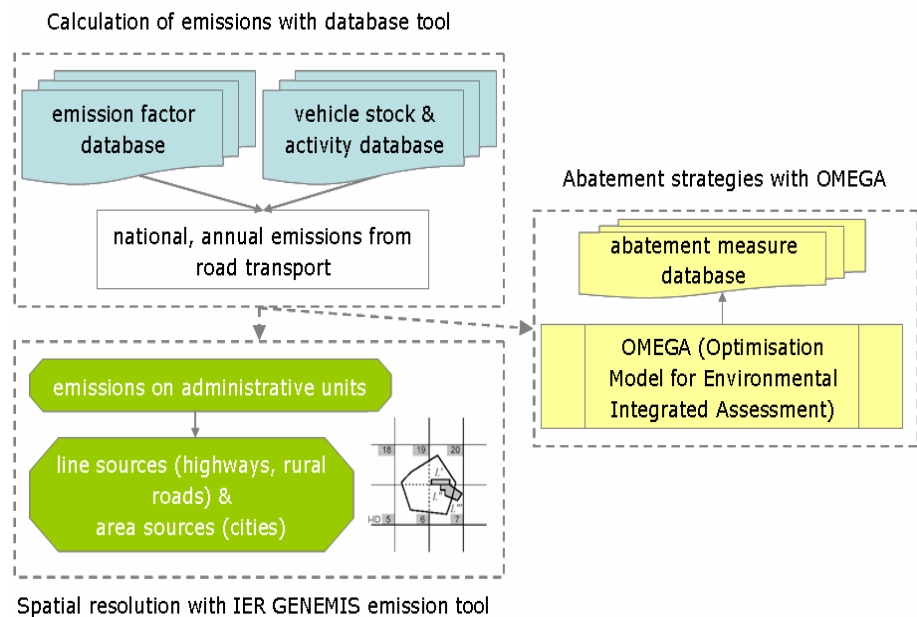 Calculation of emissions with database tool
emission factor
database
vehicle stock &
activity database
national, annual emissions from
road transport
Abatement strategies with OMEGA
abatement measure
database
OMEGA (Optimisation
Model for Environmental
Integrated Assessment)
emissions on administrative units
line sources (highways, rural
roads) &
area sources (cities)
18 19 20
L'
L''
L'''
HD 5 6 7
Spatial resolution with IER GENEMIS emission tool